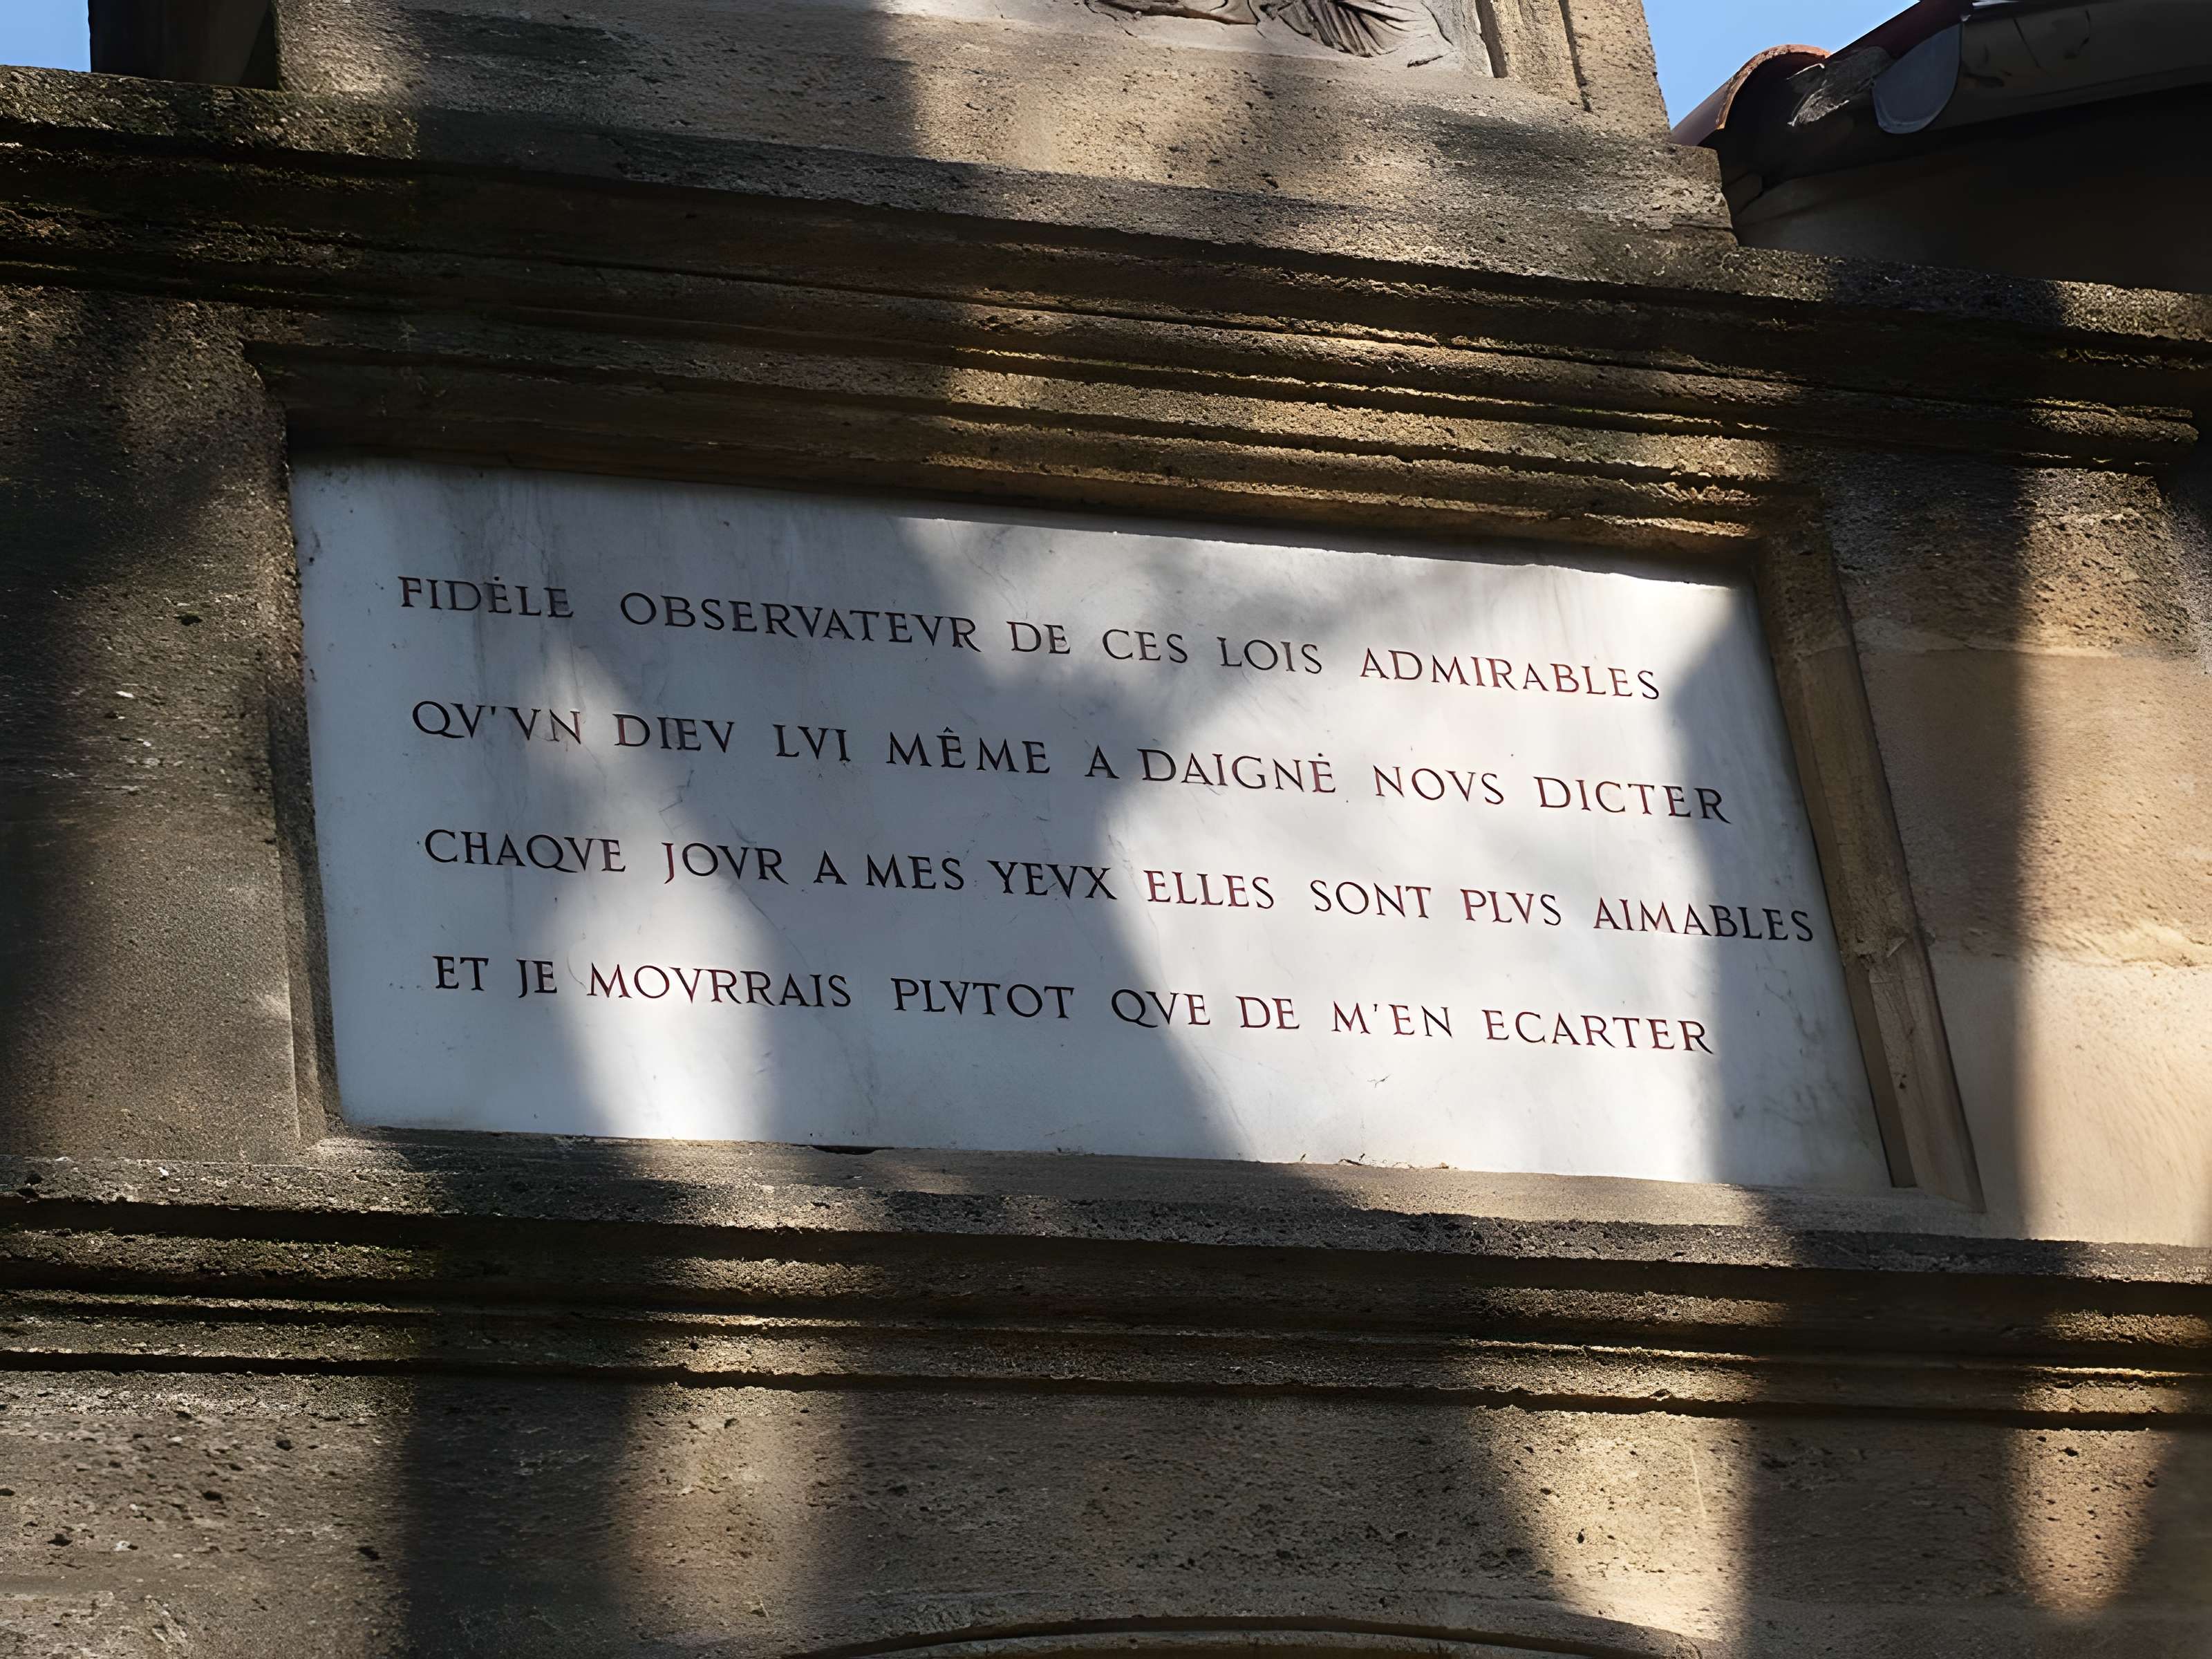 FIDÈLE OBSERVATEVR DE CES LOIS ADMIRABLES
QV'VN DIEV LVI MÊME A DAIGNÉ NOVS DICTER
CHAQVE JOVR A MES YEVX ELLES SONT PLVS AIMABLES
ET JE MOVRRAIS PLVTOT QVE DE M'EN ECARTER